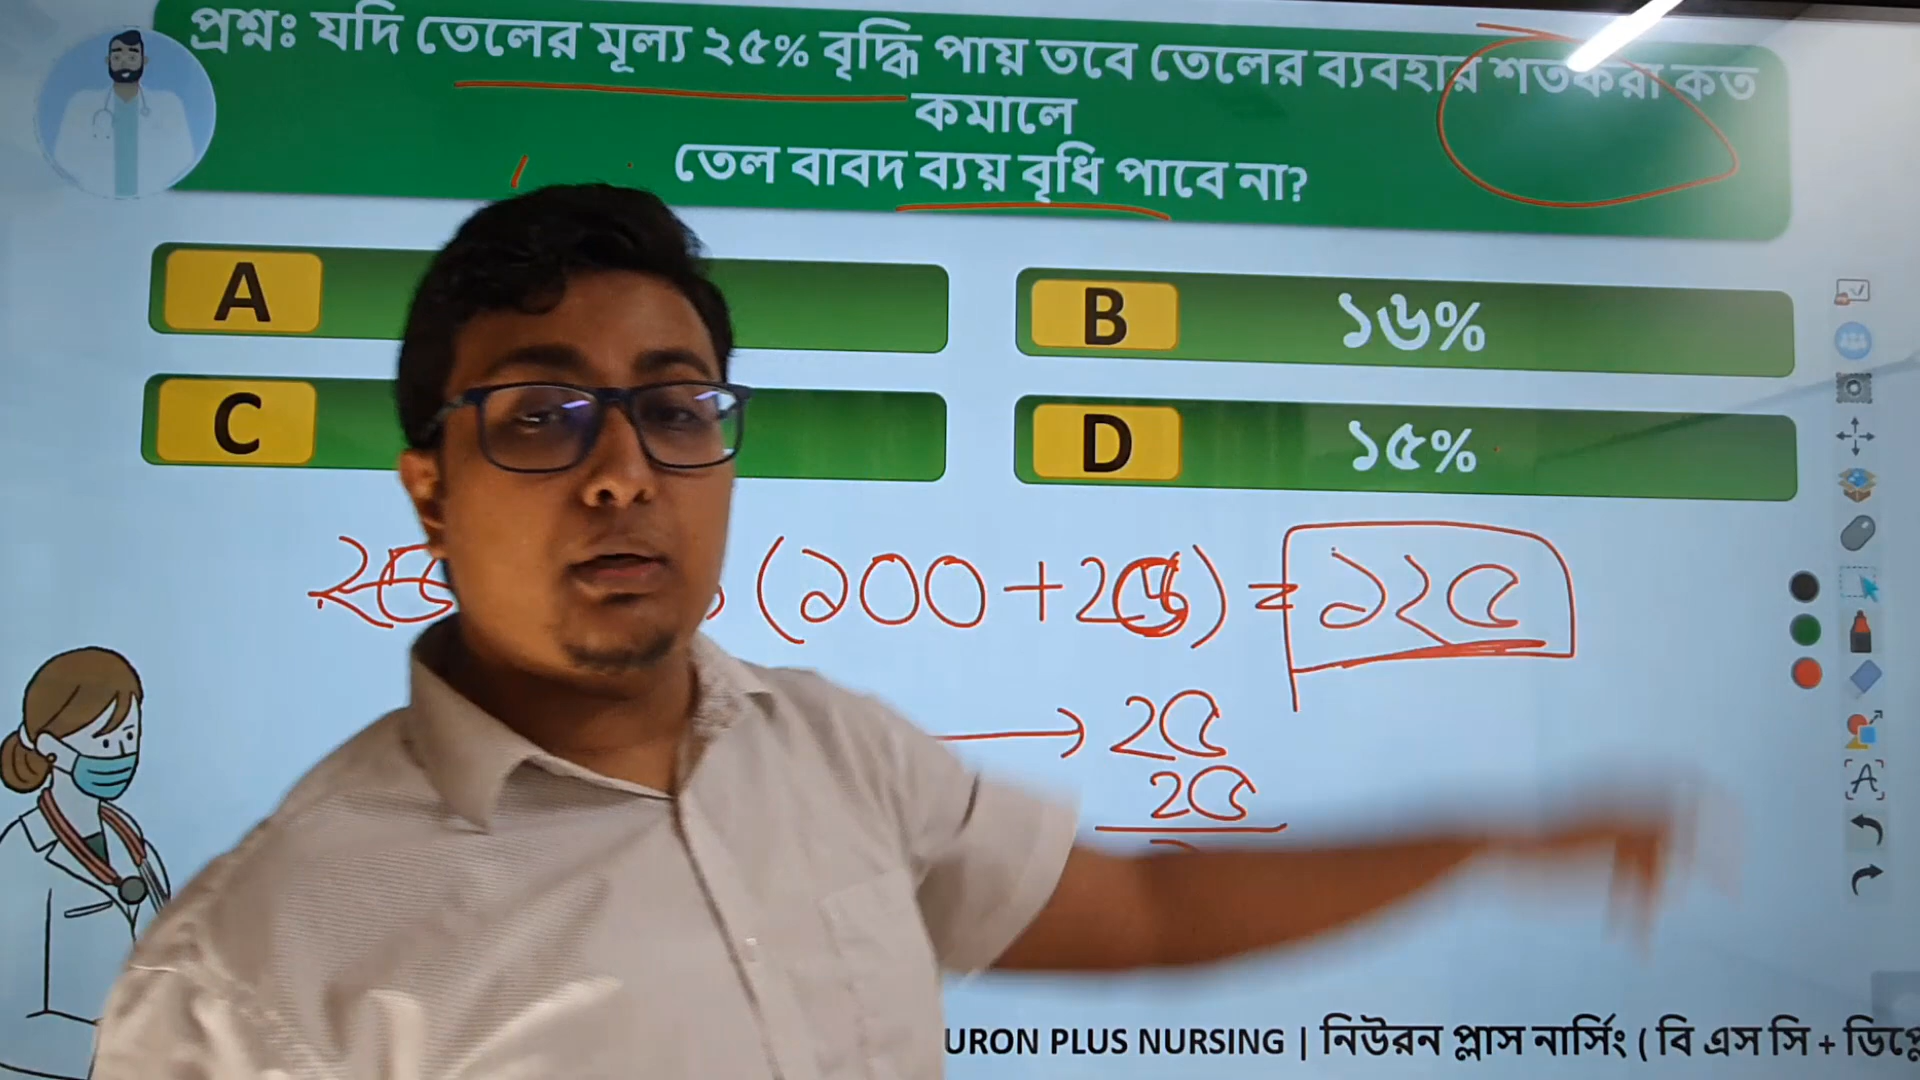 প্রশ্নঃ যদি তেলের মূল্য ২৫% বৃদ্ধি পায় তবে তেলের ব্যবহার শতকরা কত
কমালে
তেল বাবদ ব্যয় বৃধি পাবে না?
A
B ১৬%
C
D ১৫%
(১০০+২৫) = ১২৫
২৫
২৫
URON PLUS NURSING | নিউরন প্লাস নার্সিং ( বি এস সি +